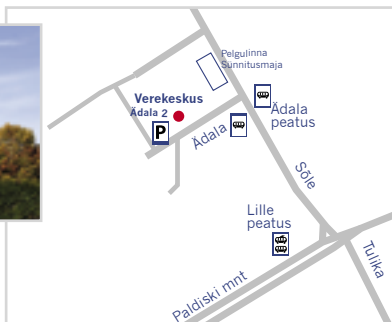 Pelgulinna
Sünnitusmaja
Verekeskus
Ädala 2
P
Ädala
peatus
Ädala
Sõle
Lille
peatus
Tulika
Paldiski mnt